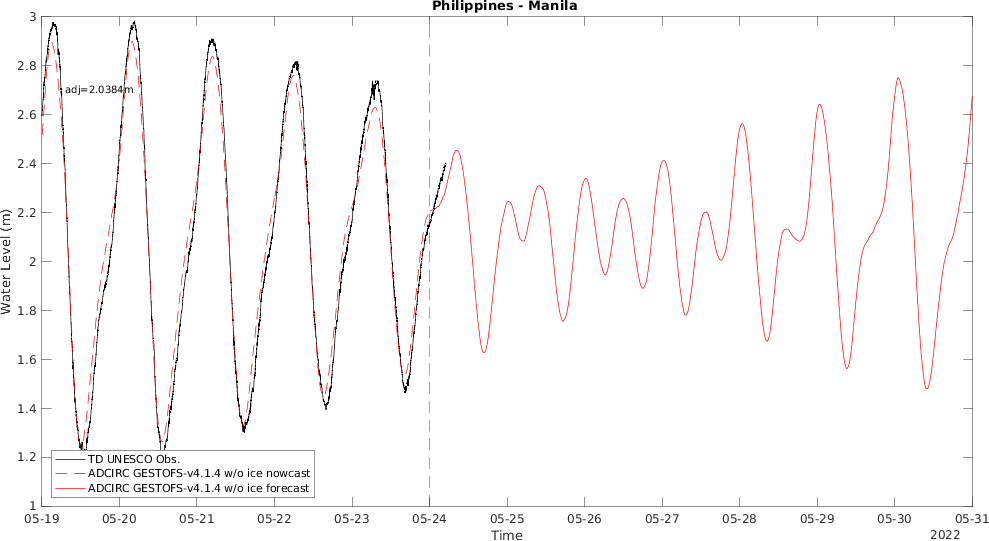 Philippines - Manila
3
2.8
adj=2.0384m
2.6
2.4
2.2
Water Level (m)
2
1.8
1.6
1.4
1.2
TD UNESCO Obs.
ADCIRC GESTOFS-v4.1.4 w/o ice nowcast
ADCIRC GESTOFS-v4.1.4 w/o ice forecast
1
05-19 05-20 05-21 05-22 05-23 05-24 05-25 05-26 05-27 05-28 05-29 05-30 05-31
Time
2022